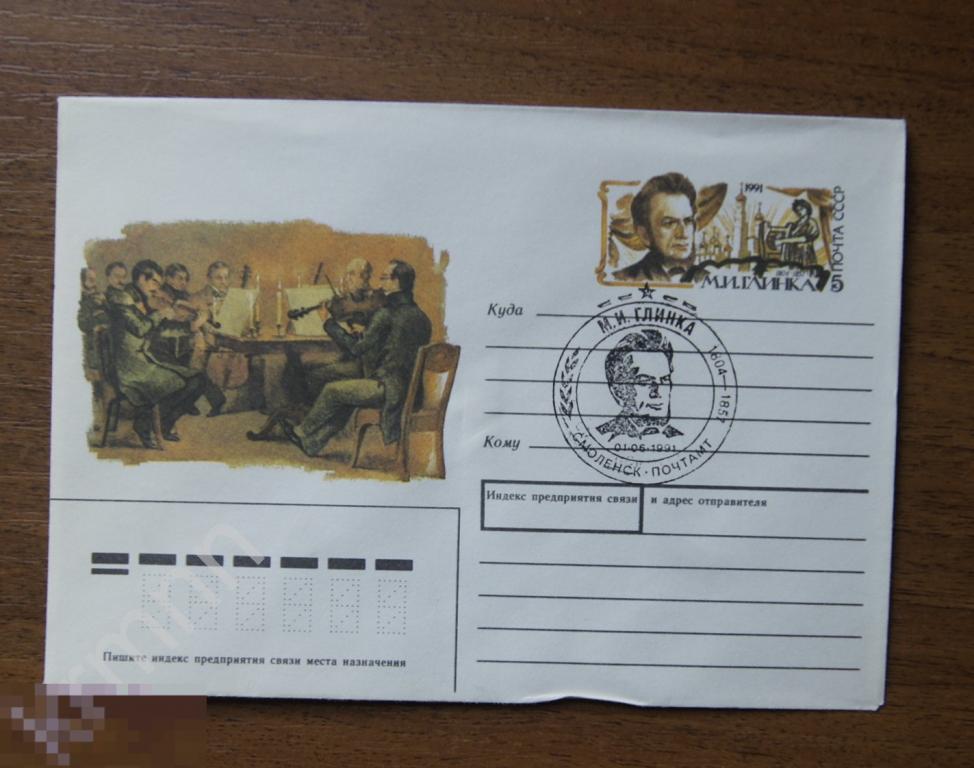 1991
ПОЧТА СССР
М.И.ГЛИНКА 5
Куда
М. И. ГЛИНКА
1804—1857
01·06·1991
СМОЛЕНСК · ПОЧТАМТ
Кому
Индекс предприятия связи и адрес отправителя
Пишите индекс предприятия связи места назначения